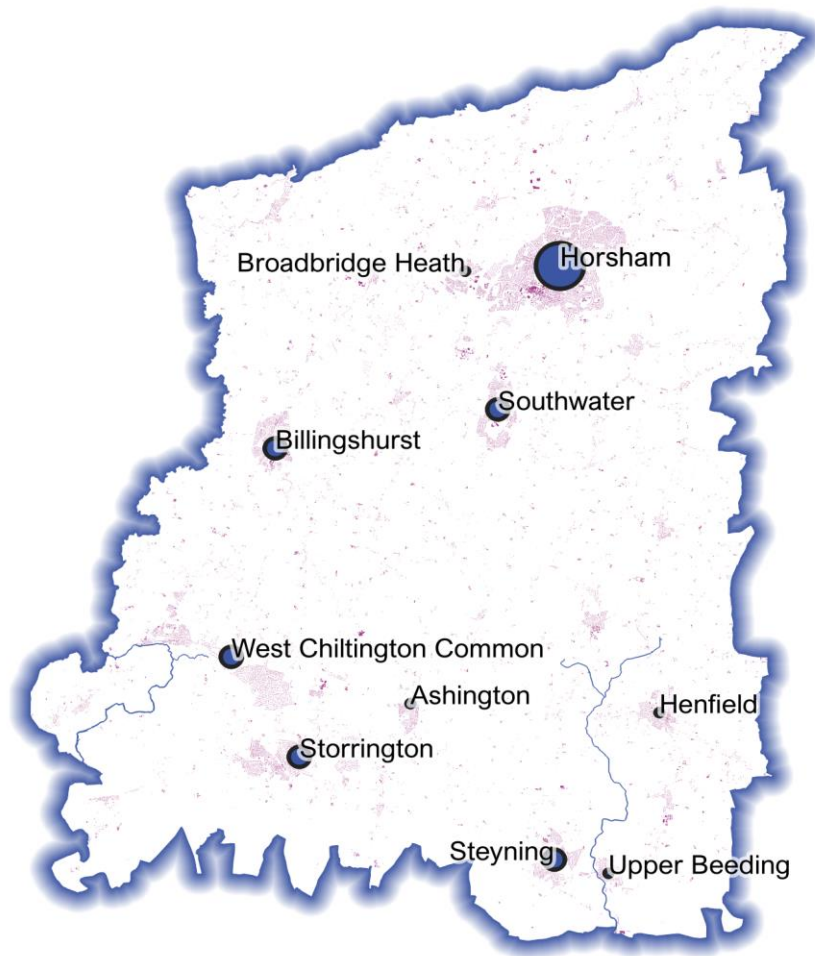 Horsham
Broadbridge Heath
Southwater
Billingshurst
West Chiltington Common
Ashington
Henfield
Storrington
Steyning
Upper Beeding